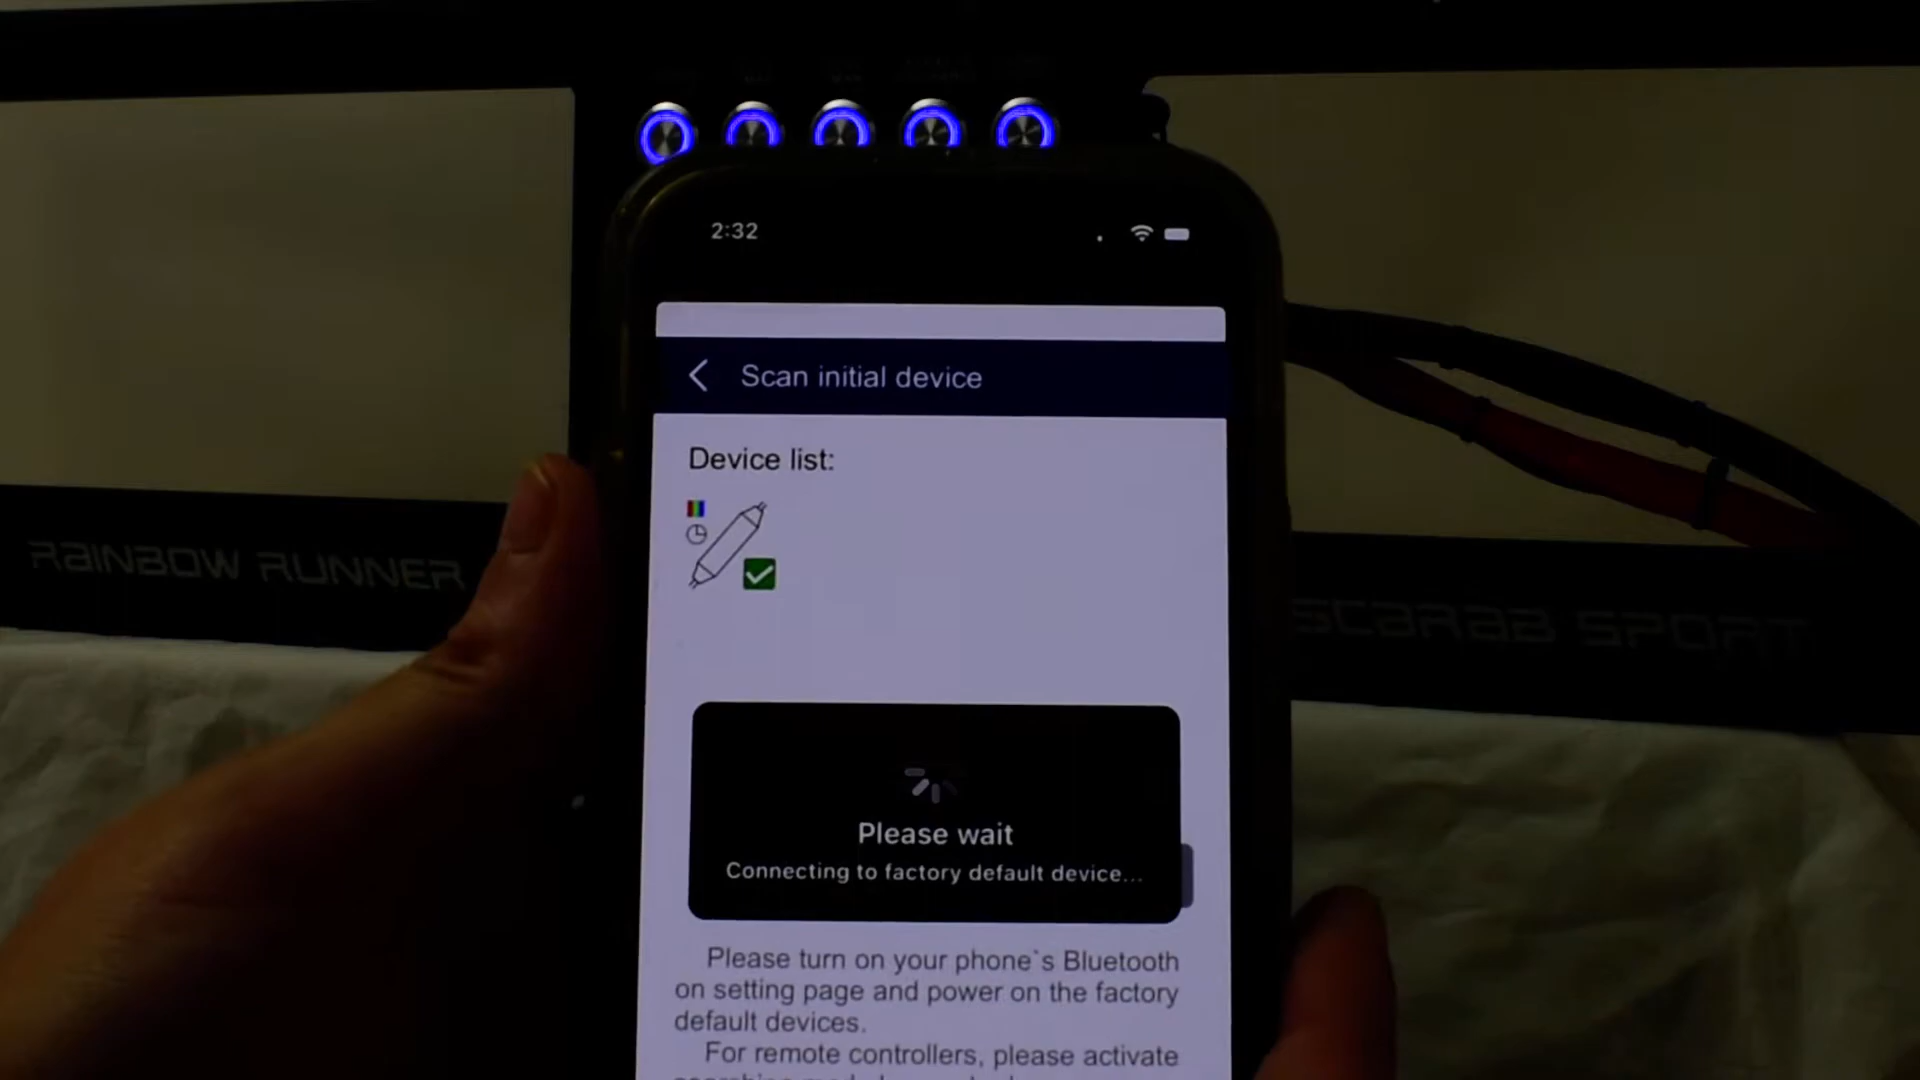 2:32
Scan initial device
Device list:
RAINBOW RUNNER
SCARAB SPORT
Please wait
Connecting to factory default device...
Please turn on your phone`s Bluetooth
on setting page and power on the factory
default devices.
For remote controllers, please activate